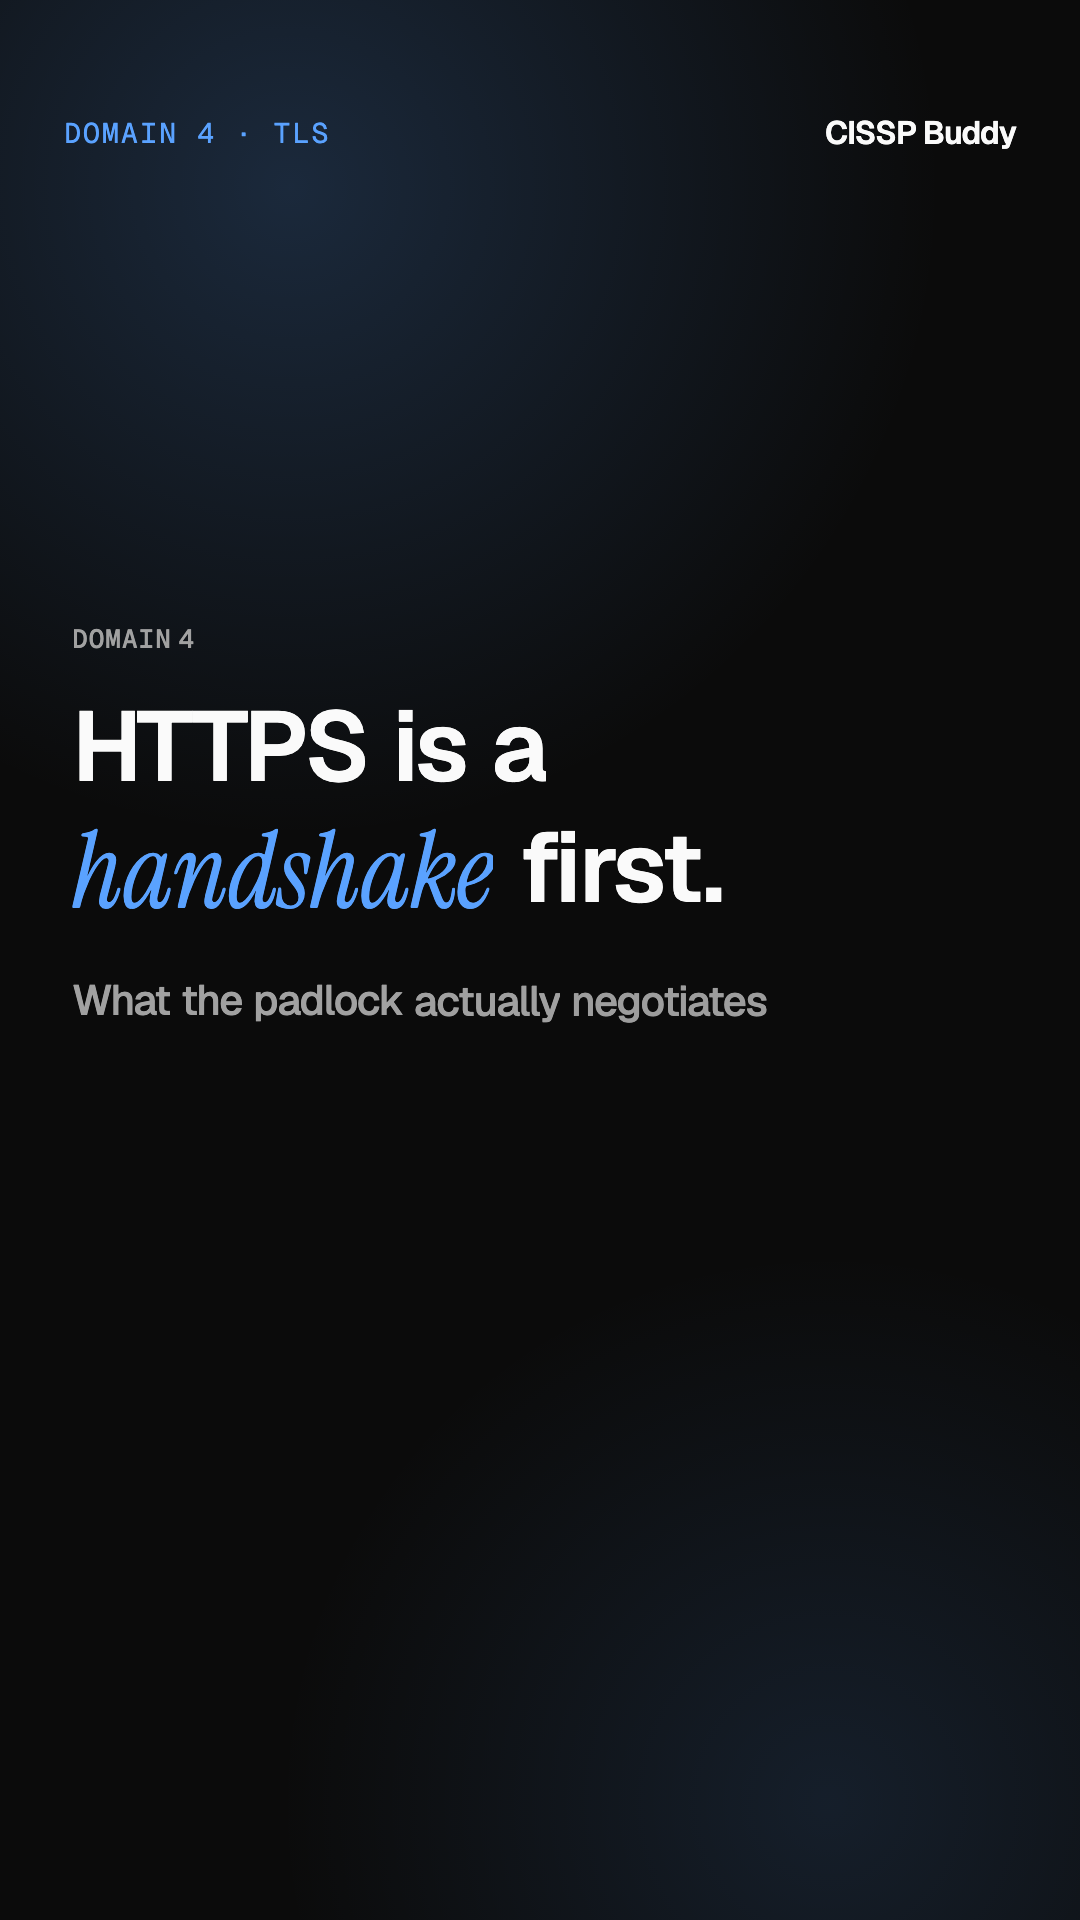 DOMAIN 4 · TLS
CISSP Buddy
DOMAIN 4
HTTPS is a
handshake first.
What the padlock actually negotiates